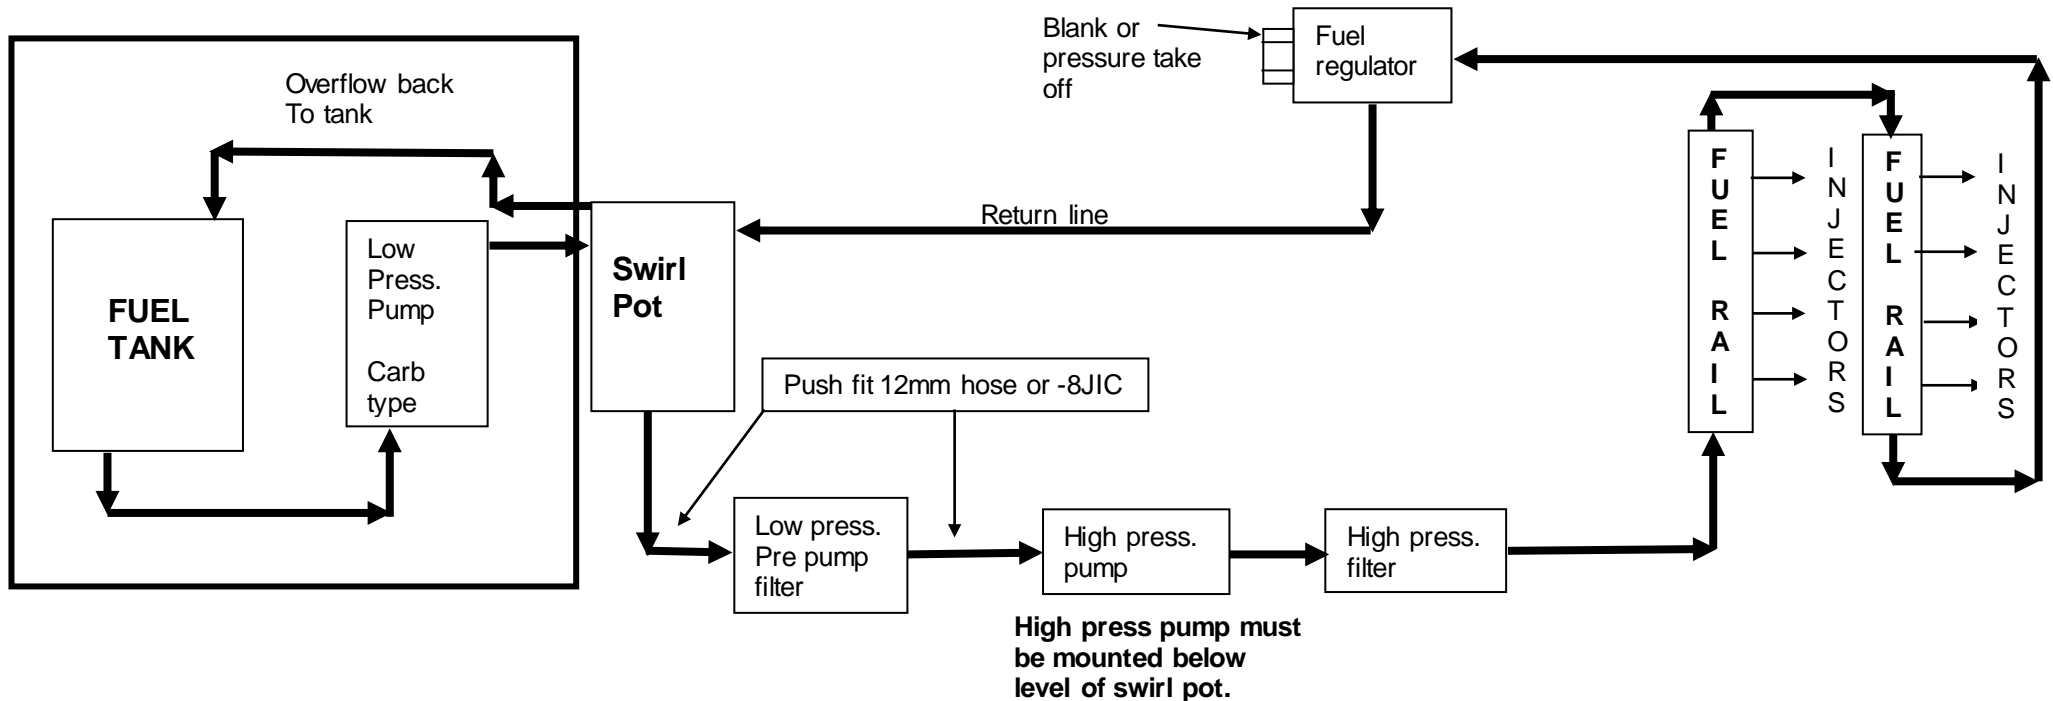 Blank or
pressure take
off
Fuel
regulator
Overflow back
To tank
FUEL
TANK
Low
Press.
Pump
Carb
type
Swirl
Pot
Return line
Push fit 12mm hose or -8JIC
Low press.
Pre pump
filter
High press.
pump
High press.
filter
High press pump must
be mounted below
level of swirl pot.
FUEL RAIL
INJECTORS
FUEL RAIL
INJECTORS